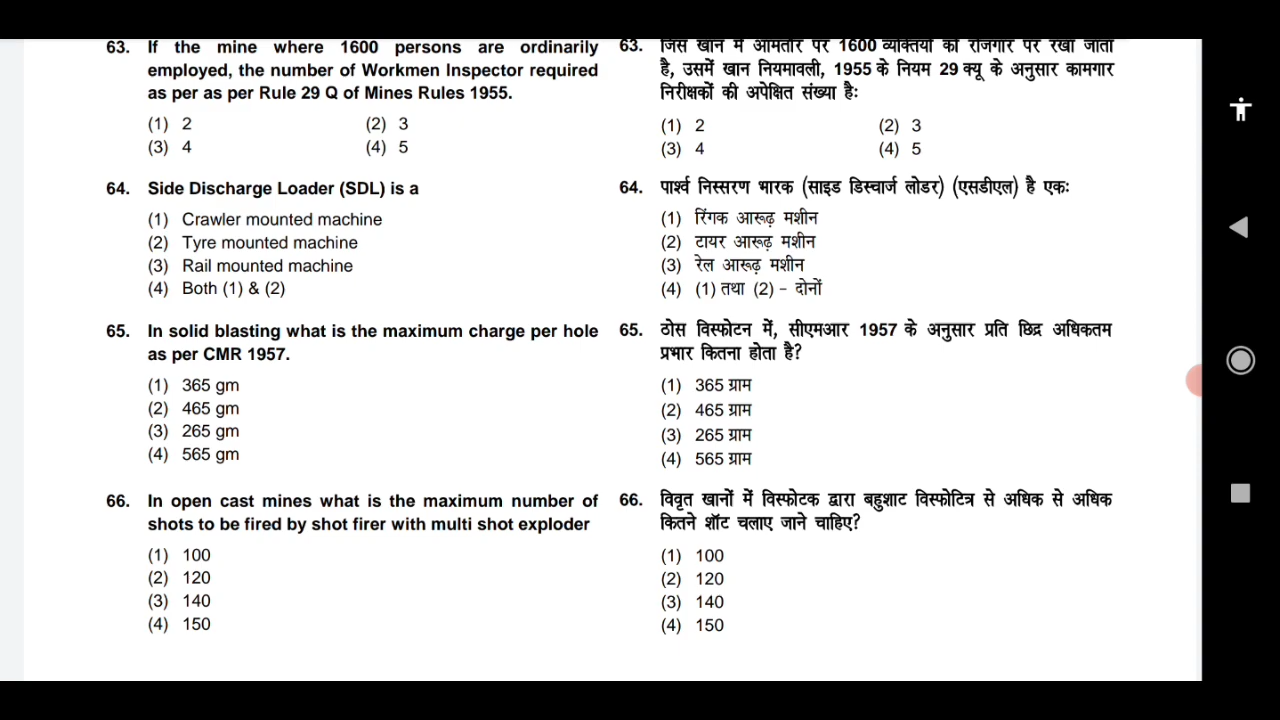 63. If the mine where 1600 persons are ordinarily
employed, the number of Workmen Inspector required
as per as per Rule 29 Q of Mines Rules 1955.
(1) 2 (2) 3
(3) 4 (4) 5
64. Side Discharge Loader (SDL) is a
(1) Crawler mounted machine
(2) Tyre mounted machine
(3) Rail mounted machine
(4) Both (1) & (2)
65. In solid blasting what is the maximum charge per hole
as per CMR 1957.
(1) 365 gm
(2) 465 gm
(3) 265 gm
(4) 565 gm
66. In open cast mines what is the maximum number of
shots to be fired by shot firer with multi shot exploder
(1) 100
(2) 120
(3) 140
(4) 150
63. जिस खान में आमतौर पर 1600 व्यक्तियों को रोजगार पर रखा जाता
है, उसमें खान नियमावली, 1955 के नियम 29 क्यू के अनुसार कामगार
निरीक्षकों की अपेक्षित संख्या है:
(1) 2 (2) 3
(3) 4 (4) 5
64. पार्श्व निस्सरण भारक (साइड डिस्चार्ज लोडर) (एसडीएल) है एक:
(1) रिंगक आरूढ़ मशीन
(2) टायर आरूढ़ मशीन
(3) रेल आरूढ़ मशीन
(4) (1) तथा (2) - दोनों
65. ठोस विस्फोटन में, सीएमआर 1957 के अनुसार प्रति छिद्र अधिकतम
प्रभार कितना होता है?
(1) 365 ग्राम
(2) 465 ग्राम
(3) 265 ग्राम
(4) 565 ग्राम
66. विवृत खानों में विस्फोटक द्वारा बहुशाट विस्फोटित्र से अधिक से अधिक
कितने शॉट चलाए जाने चाहिए?
(1) 100
(2) 120
(3) 140
(4) 150